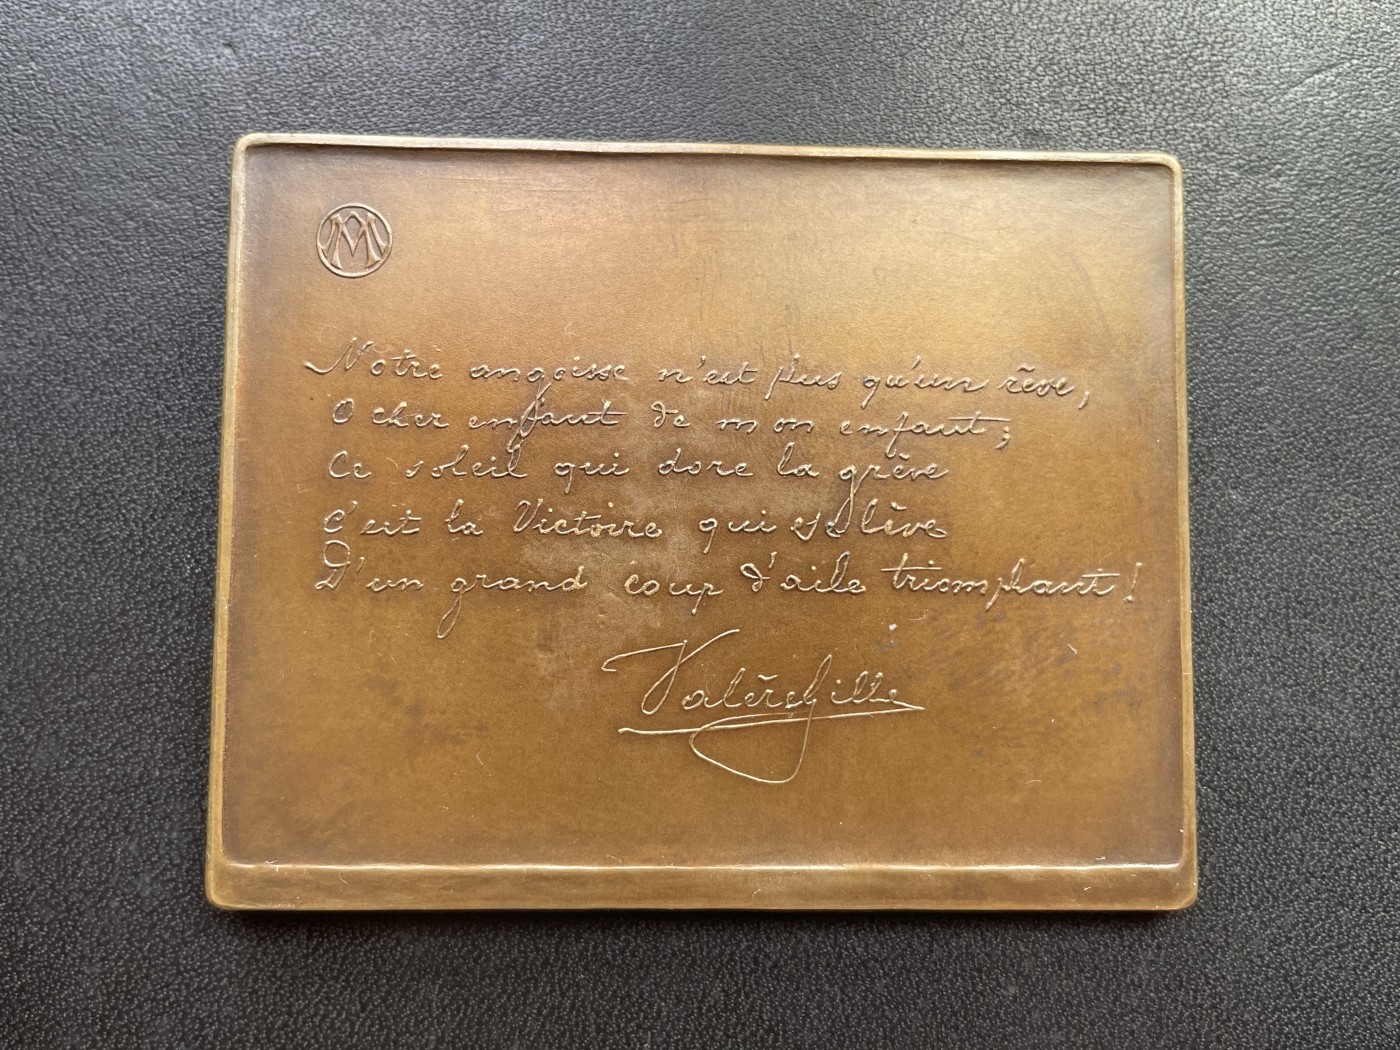 AM
Notre angoisse n'est plus qu'un rêve,
O cher enfant de mon enfant;
Ce soleil qui dore la grève
C'est la Victoire qui se lève
D'un grand coup d'aile triomphant!
Valère Gille